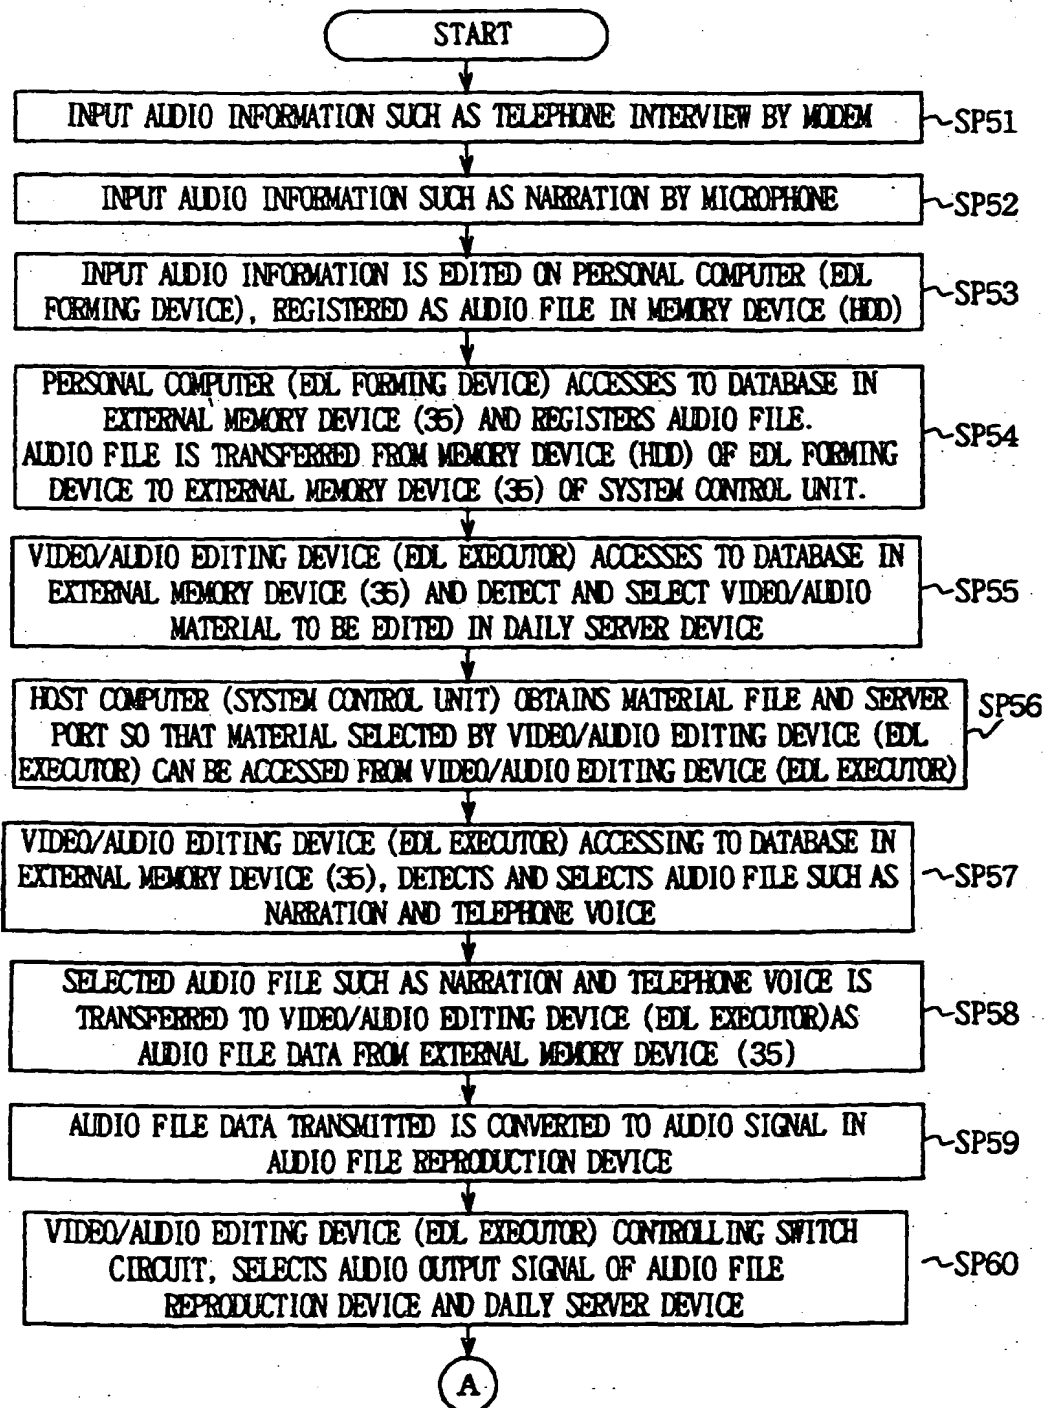 START
INPUT AUDIO INFORMATION SUCH AS TELEPHONE INTERVIEW BY MODEM
SP51
INPUT AUDIO INFORMATION SUCH AS NARRATION BY MICROPHONE
SP52
INPUT AUDIO INFORMATION IS EDITED ON PERSONAL COMPUTER (EDL
FORMING DEVICE), REGISTERED AS AUDIO FILE IN MEMORY DEVICE (HDD)
SP53
PERSONAL COMPUTER (EDL FORMING DEVICE) ACCESSES TO DATABASE IN
EXTERNAL MEMORY DEVICE (35) AND REGISTERS AUDIO FILE.
AUDIO FILE IS TRANSFERRED FROM MEMORY DEVICE (HDD) OF EDL FORMING
DEVICE TO EXTERNAL MEMORY DEVICE (35) OF SYSTEM CONTROL UNIT.
SP54
VIDEO/AUDIO EDITING DEVICE (EDL EXECUTOR) ACCESSES TO DATABASE IN
EXTERNAL MEMORY DEVICE (35) AND DETECT AND SELECT VIDEO/AUDIO
MATERIAL TO BE EDITED IN DAILY SERVER DEVICE
SP55
HOST COMPUTER (SYSTEM CONTROL UNIT) OBTAINS MATERIAL FILE AND SERVER
PORT SO THAT MATERIAL SELECTED BY VIDEO/AUDIO EDITING DEVICE (EDL
EXECUTOR) CAN BE ACCESSED FROM VIDEO/AUDIO EDITING DEVICE (EDL EXECUTOR)
SP56
VIDEO/AUDIO EDITING DEVICE (EDL EXECUTOR) ACCESSING TO DATABASE IN
EXTERNAL MEMORY DEVICE (35), DETECTS AND SELECTS AUDIO FILE SUCH AS
NARRATION AND TELEPHONE VOICE
SP57
SELECTED AUDIO FILE SUCH AS NARRATION AND TELEPHONE VOICE IS
TRANSFERRED TO VIDEO/AUDIO EDITING DEVICE (EDL EXECUTOR)AS
AUDIO FILE DATA FROM EXTERNAL MEMORY DEVICE (35)
SP58
AUDIO FILE DATA TRANSMITTED IS CONVERTED TO AUDIO SIGNAL IN
AUDIO FILE REPRODUCTION DEVICE
SP59
VIDEO/AUDIO EDITING DEVICE (EDL EXECUTOR) CONTROLLING SWITCH
CIRCUIT, SELECTS AUDIO OUTPUT SIGNAL OF AUDIO FILE
REPRODUCTION DEVICE AND DAILY SERVER DEVICE
SP60
A